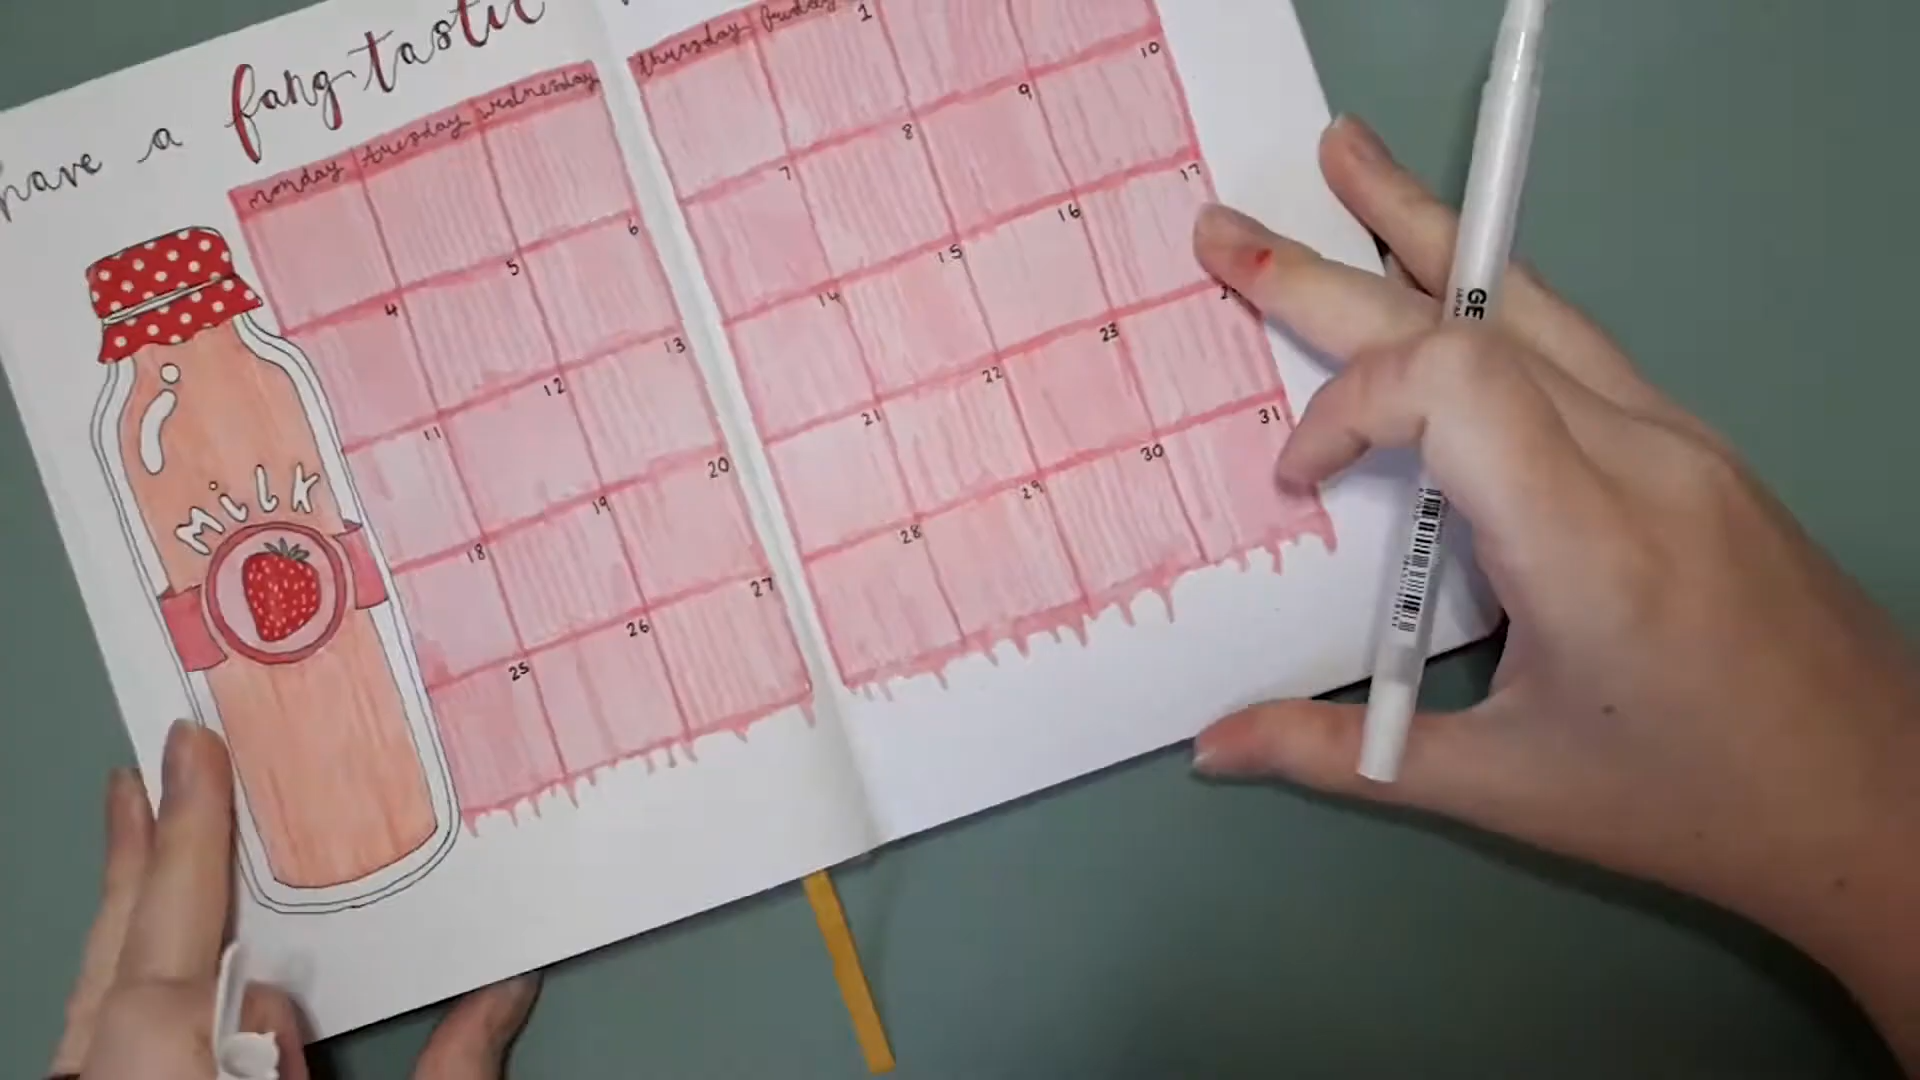 have a fang-tastic
monday tuesday wednesday thursday friday
1
4 5 6 7 8 9 10
11 12 13 14 15 16 17
18 19 20 21 22 23
25 26 27 28 29 30 31
MiLK
GE